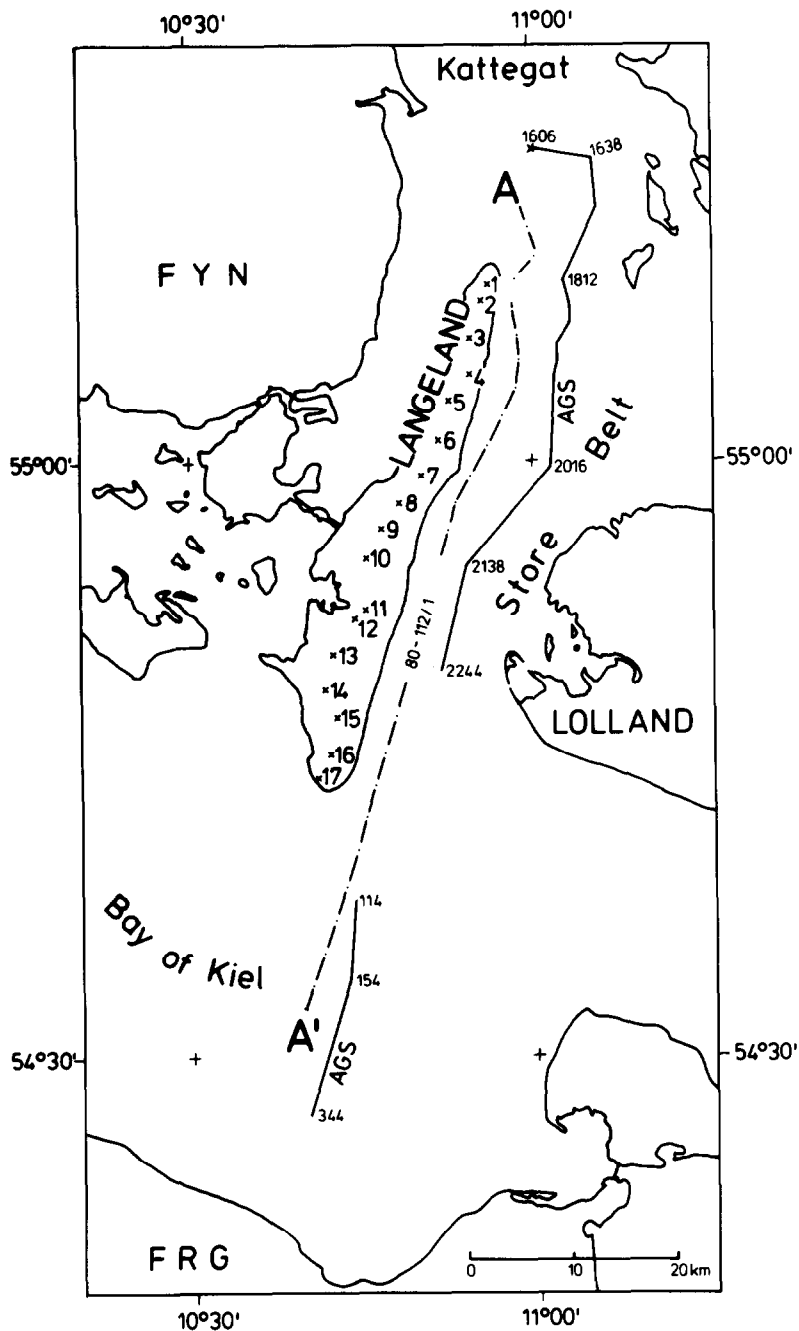 10°30'
11°00'
Kattegat
1606
1638
A
FYN
1812
1
2
LANGELAND
3
4
5
AGS
Belt
6
55°00'
55°00'
7
2016
8
9
Store
10
2138
11
12
80-112/1
13
2244
14
15
LOLLAND
16
17
114
Bay of Kiel
154
A'
AGS
54°30'
54°30'
344
FRG
0 10 20 km
10°30'
11°00'